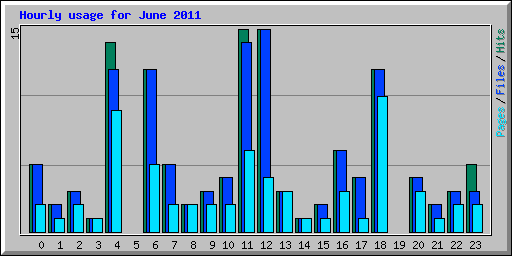 Hourly usage for June 2011
15
Pages/Files/Hits
0 1 2 3 4 5 6 7 8 9 10 11 12 13 14 15 16 17 18 19 20 21 22 23